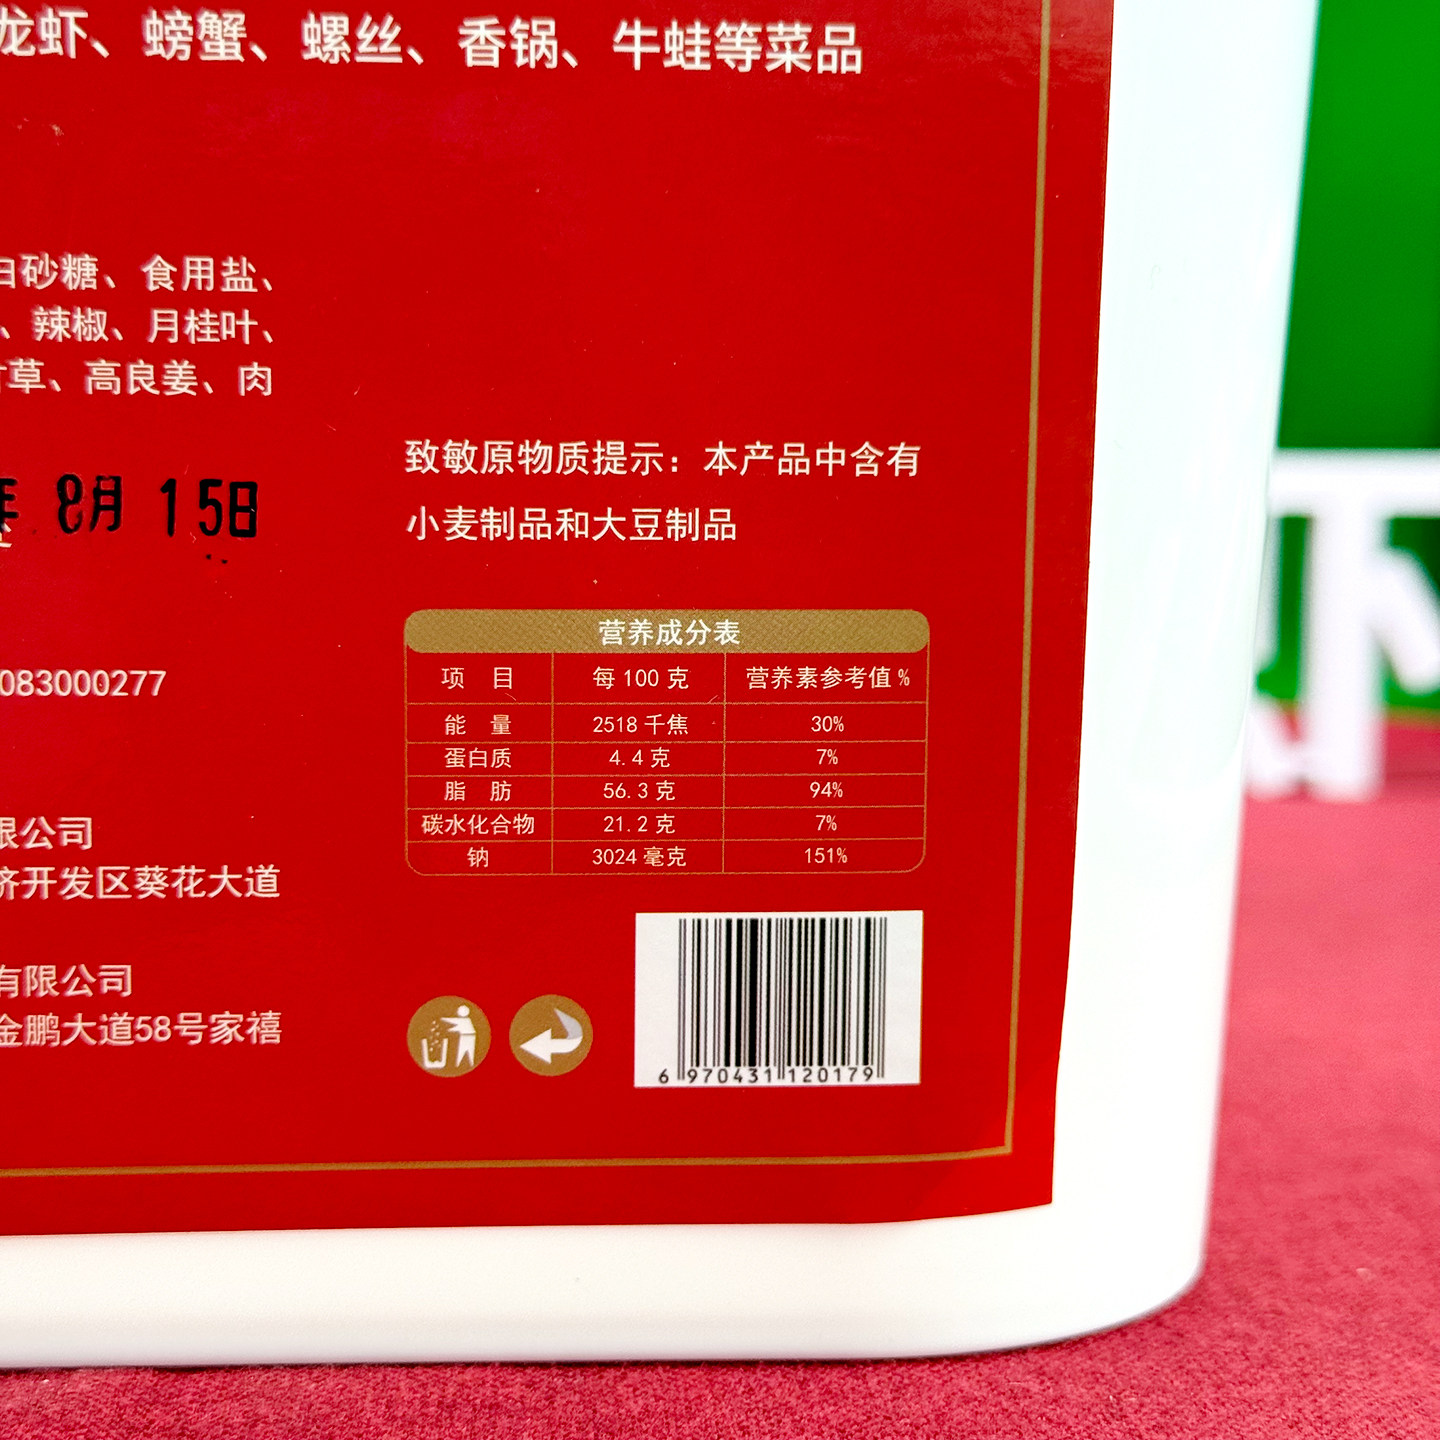 龙虾、螃蟹、螺丝、香锅、牛蛙等菜品
白砂糖、食用盐、
、辣椒、月桂叶、
甘草、高良姜、肉
年 8月 15日
083000277
限公司
济开发区葵花大道
有限公司
金鹏大道58号家禧
致敏原物质提示：本产品中含有
小麦制品和大豆制品
营养成分表
项 目 每 100 克 营养素参考值 %
能 量 2518 千焦 30%
蛋白质 4.4 克 7%
脂 肪 56.3 克 94%
碳水化合物 21.2 克 7%
钠 3024 毫克 151%
6 970431 120179